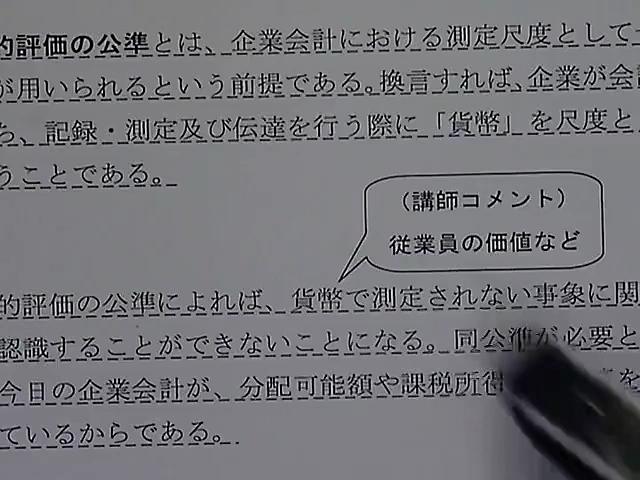 的評価の公準とは、企業会計における測定尺度として
が用いられるという前提である。換言すれば、企業が会計
ち、記録・測定及び伝達を行う際に「貨幣」を尺度と
うことである。
（講師コメント）
従業員の価値など
的評価の公準によれば、貨幣で測定されない事象に関
認識することができないことになる。同公準が必要と
今日の企業会計が、分配可能額や課税所得
ているからである。